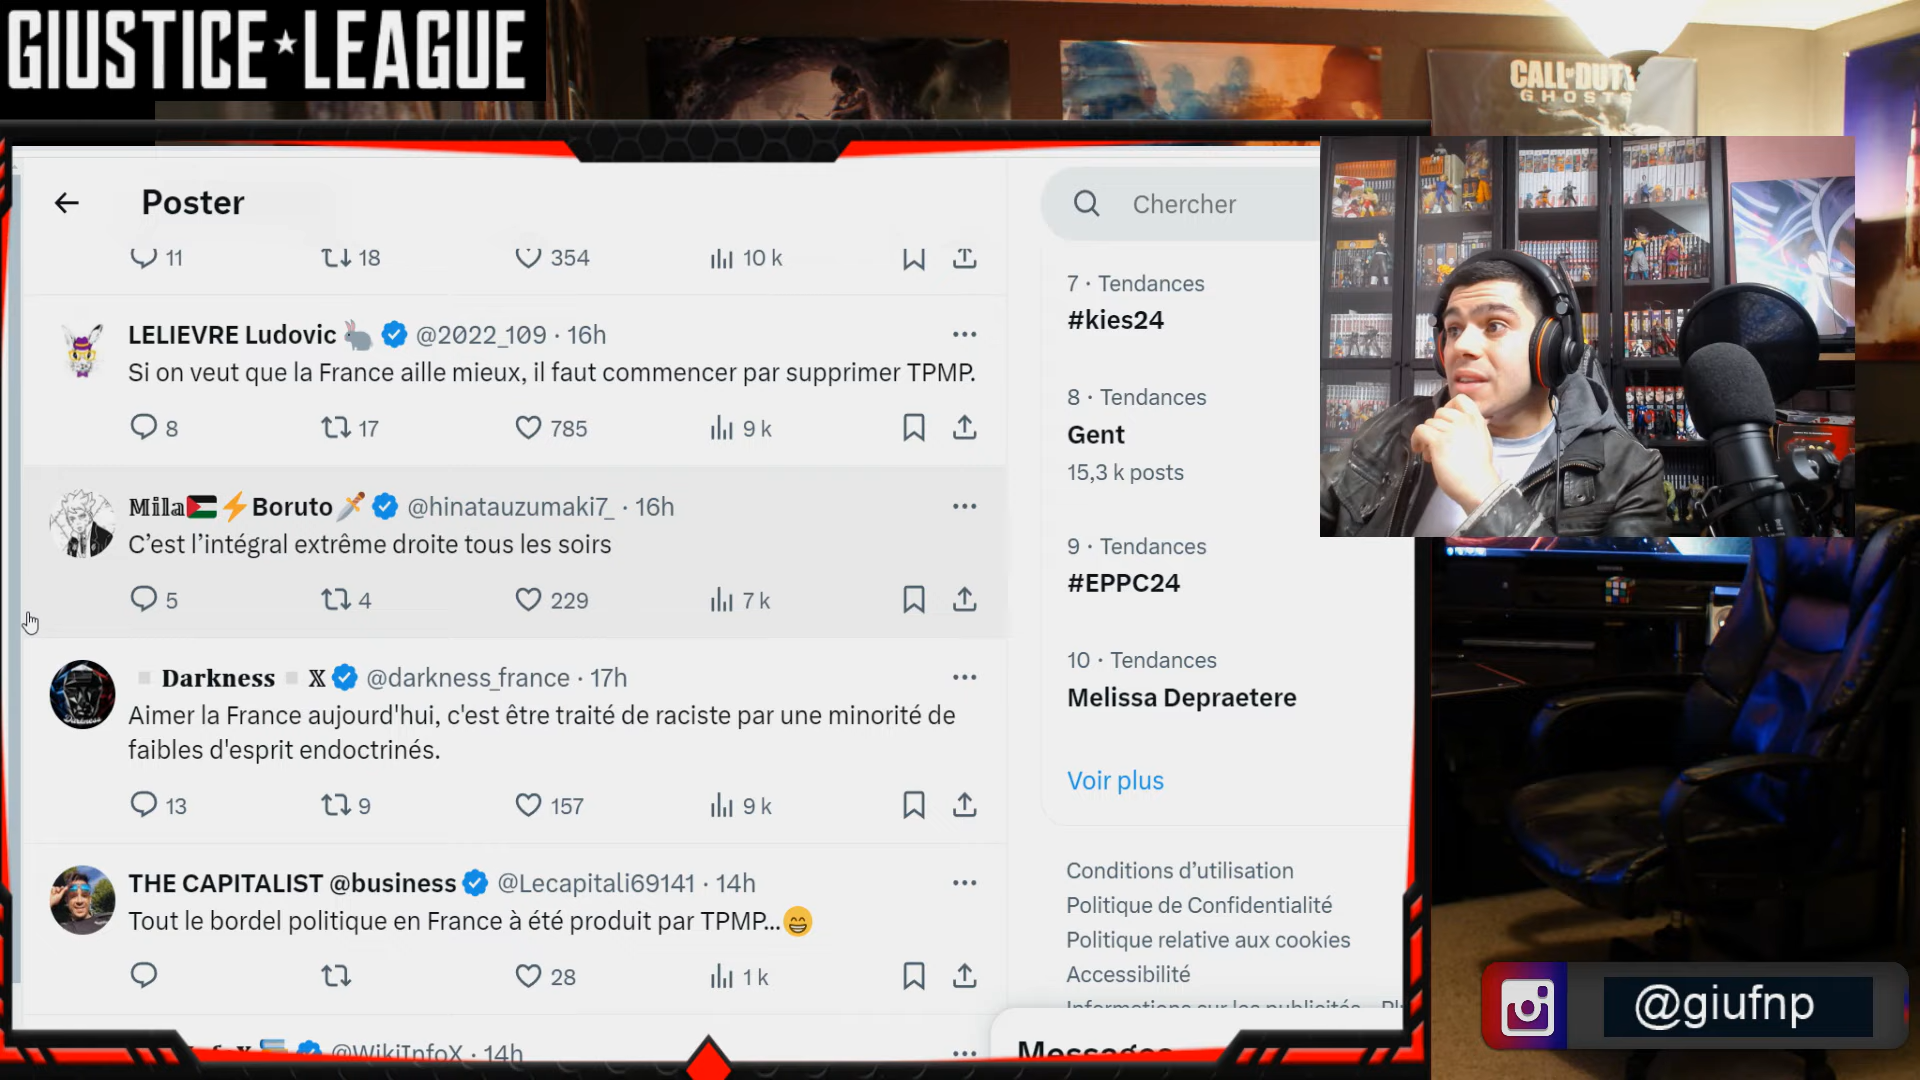 GIUSTICE★LEAGUE
CALL OF DUTY
GHOSTS
Poster
Chercher
11 18 354 10 k
LELIEVRE Ludovic @2022_109 · 16h
Si on veut que la France aille mieux, il faut commencer par supprimer TPMP.
8 17 785 9 k
Mila Boruto @hinatauzumaki7_ · 16h
C’est l’intégral extrême droite tous les soirs
5 4 229 7 k
Darkness X @darkness_france · 17h
Aimer la France aujourd'hui, c'est être traité de raciste par une minorité de
faibles d'esprit endoctrinés.
13 9 157 9 k
THE CAPITALIST @business @Lecapitali69141 · 14h
Tout le bordel politique en France à été produit par TPMP...😁
28 1 k
@WikiInfoX · 14h
7 · Tendances
#kies24
8 · Tendances
Gent
15,3 k posts
9 · Tendances
#EPPC24
10 · Tendances
Melissa Depraetere
Voir plus
Conditions d’utilisation
Politique de Confidentialité
Politique relative aux cookies
Accessibilité
Informations sur les publicités
Messages
@giufnp